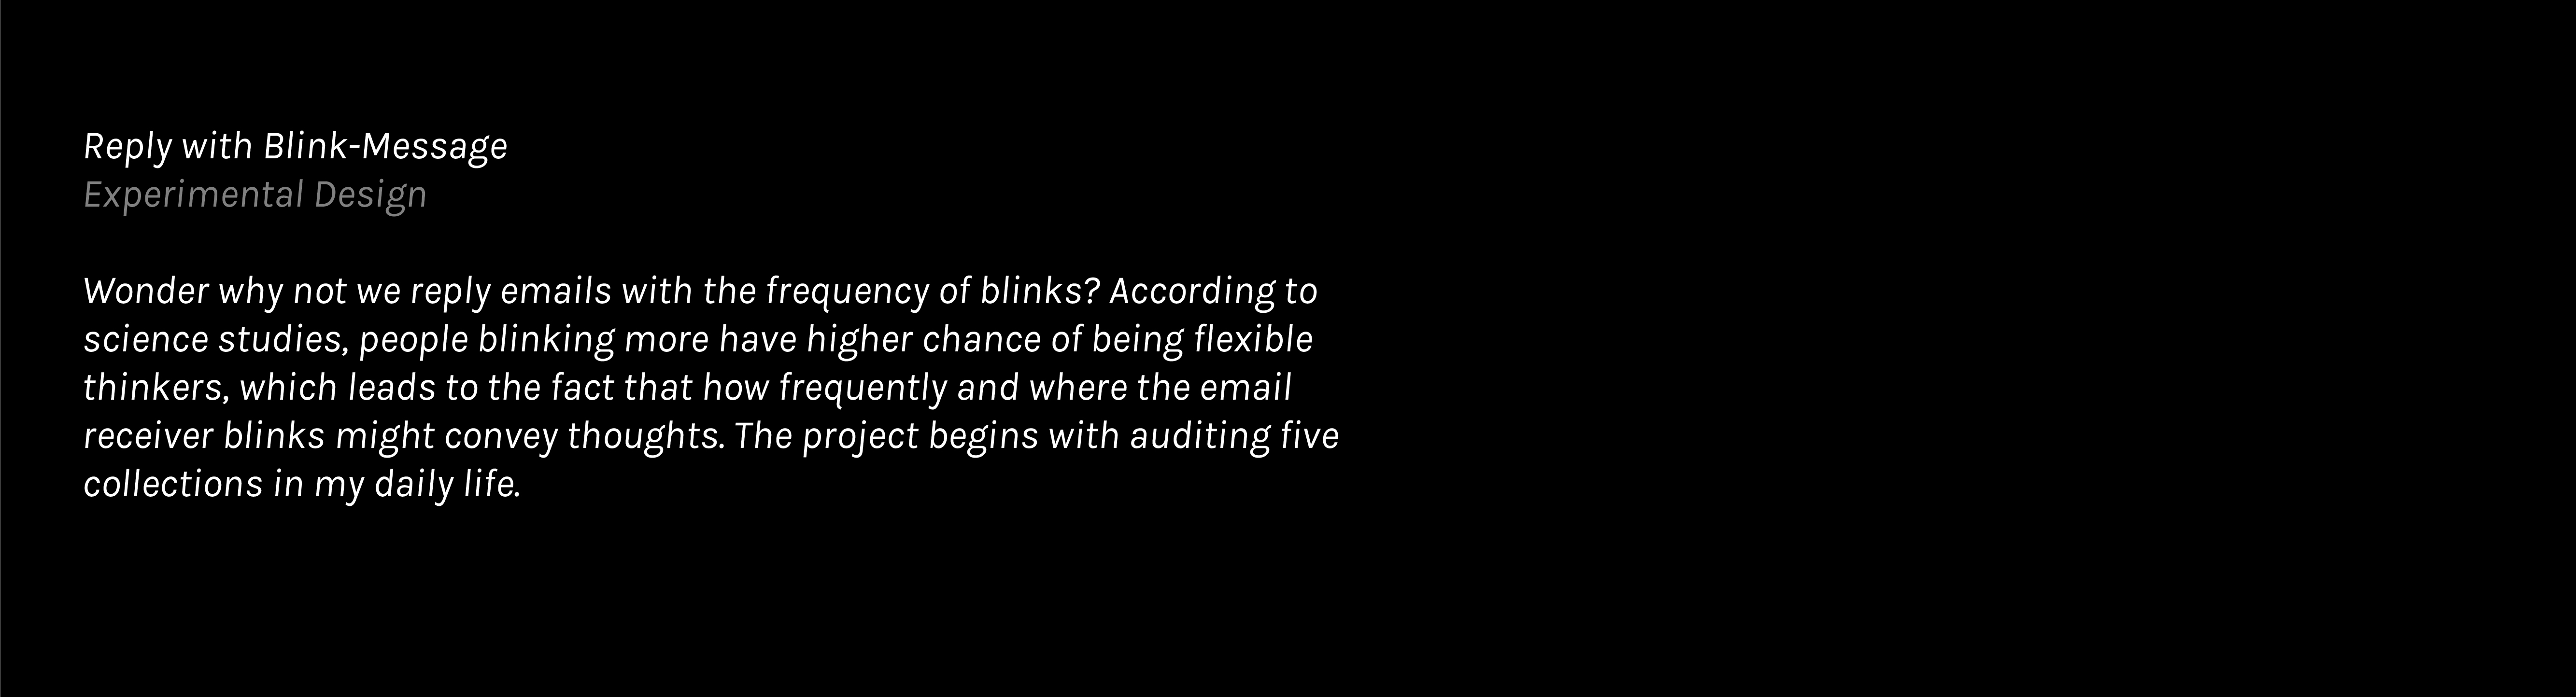 Reply with Blink-Message
Experimental Design
Wonder why not we reply emails with the frequency of blinks? According to
science studies, people blinking more have higher chance of being flexible
thinkers, which leads to the fact that how frequently and where the email
receiver blinks might convey thoughts. The project begins with auditing five
collections in my daily life.